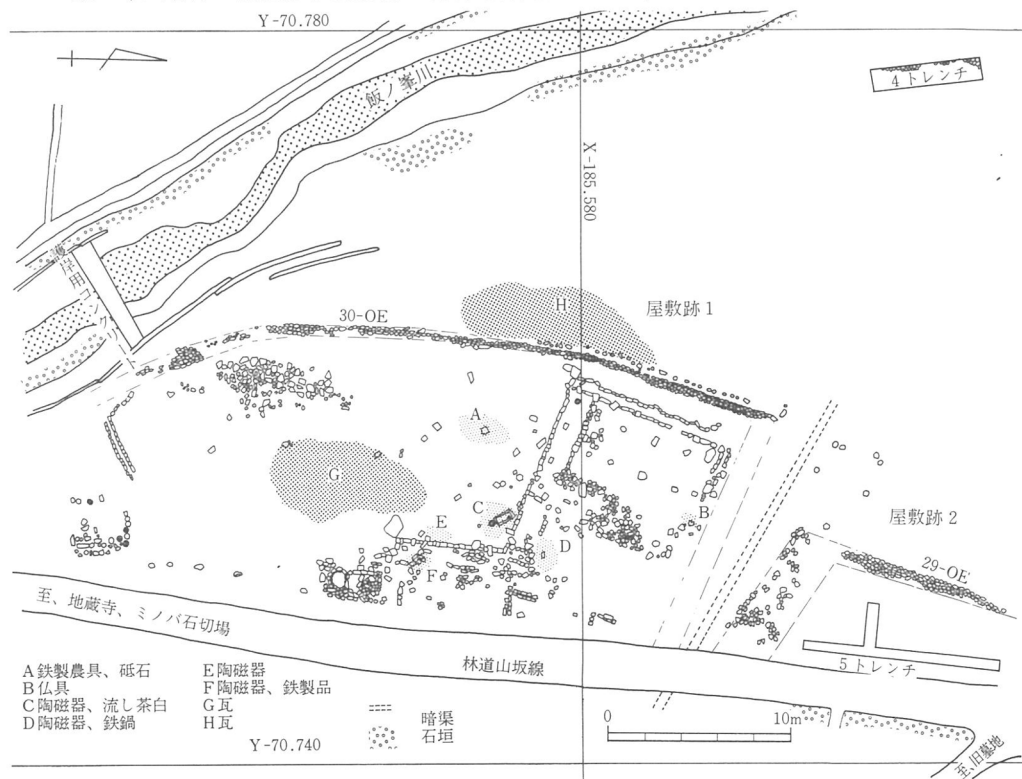 Y-70.780
4トレンチ
飯ノ峯川
X-185.580
護岸用コンクリ
H
屋敷跡1
30-OE
A
G
C
E
B
D
F
屋敷跡2
29-OE
至、地蔵寺、ミノバ石切場
林道山坂線
5トレンチ
A鉄製農具、砥石
B仏具
C陶磁器、流し茶臼
D陶磁器、鉄鍋
E陶磁器
F陶磁器、鉄製品
G瓦
H瓦
暗渠
石垣
0 10m
Y-70.740
至、旧墓地